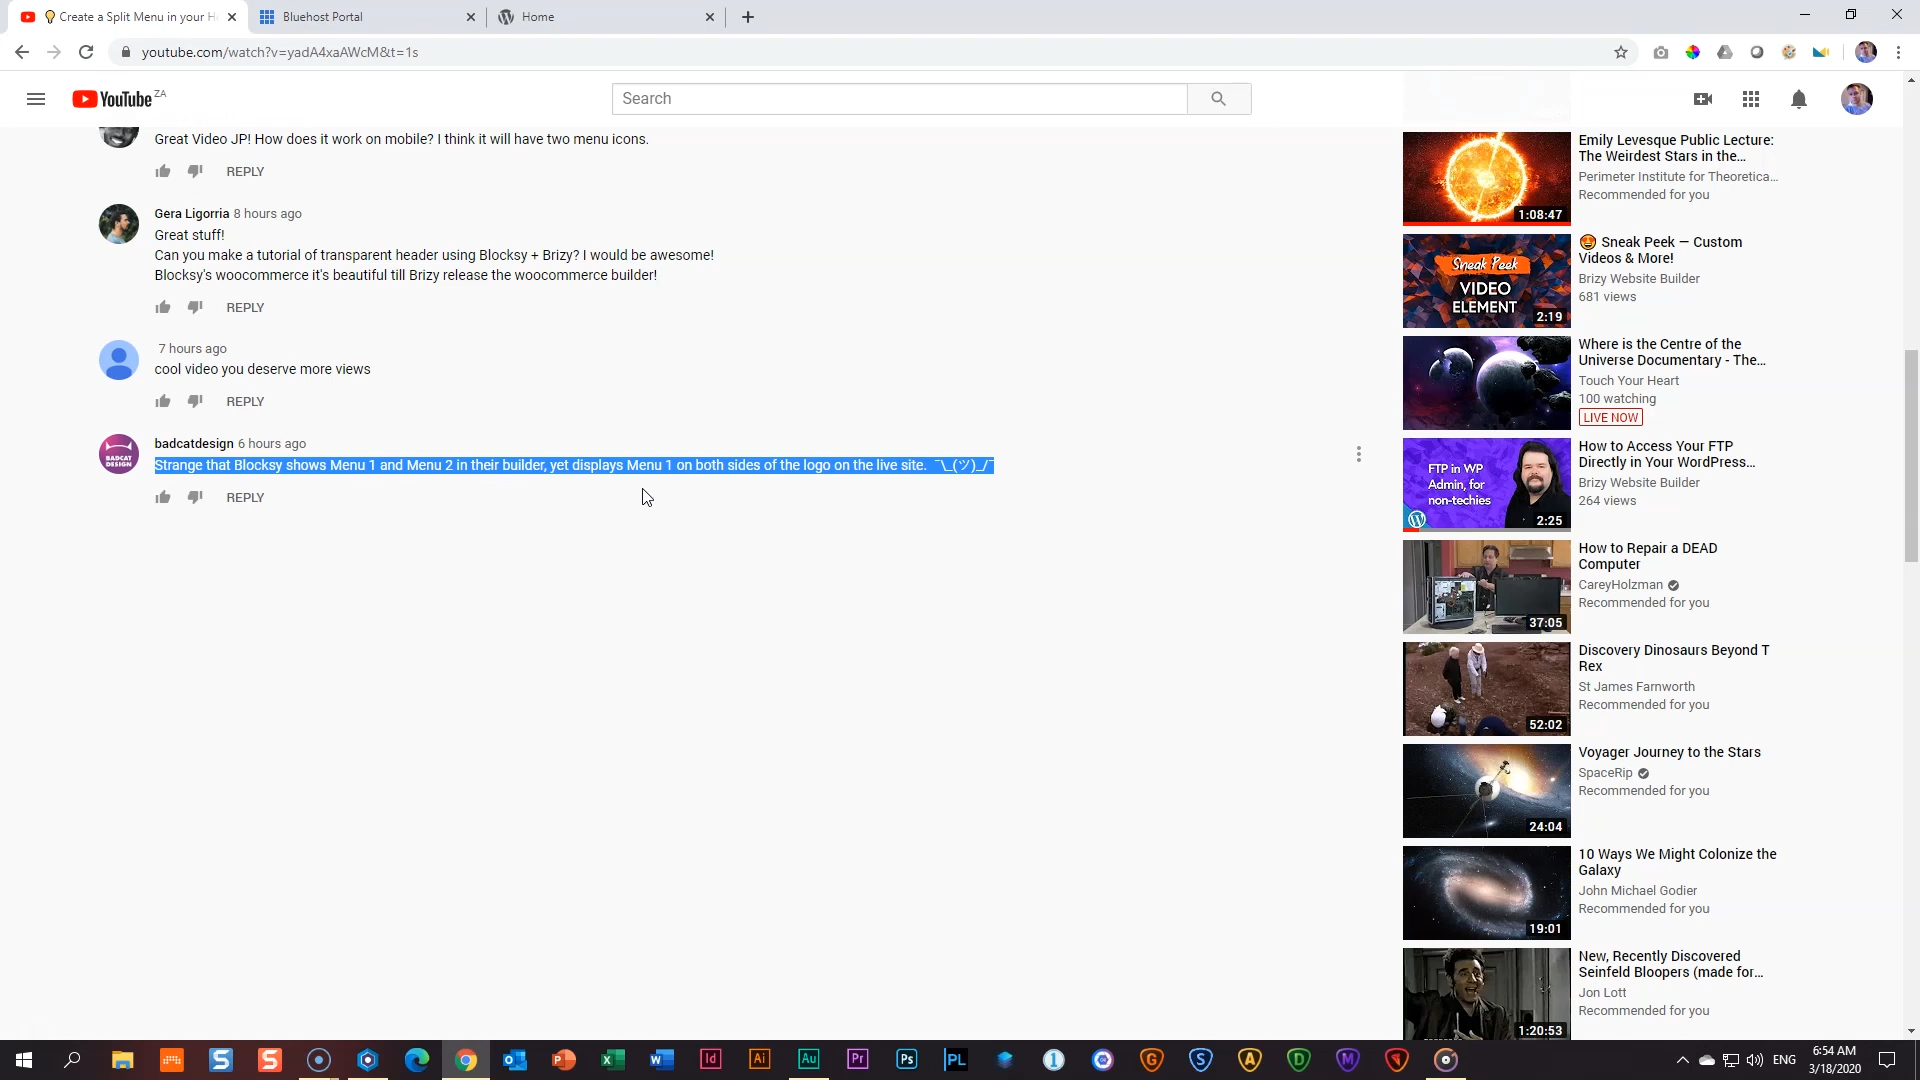 Create a Split Menu in your H
Bluehost Portal
Home
youtube.com/watch?v=yadA4xaAWcM&t=1s
YouTube ZA
Search
Great Video JP! How does it work on mobile? I think it will have two menu icons.
REPLY
Gera Ligorria 8 hours ago
Great stuff!
Can you make a tutorial of transparent header using Blocksy + Brizy? I would be awesome!
Blocksy's woocommerce it's beautiful till Brizy release the woocommerce builder!
REPLY
7 hours ago
cool video you deserve more views
REPLY
BADCAT
DESIGN
badcatdesign 6 hours ago
Strange that Blocksy shows Menu 1 and Menu 2 in their builder, yet displays Menu 1 on both sides of the logo on the live site. ¯\_(ツ)_/¯
REPLY
1:08:47
Emily Levesque Public Lecture:
The Weirdest Stars in the...
Perimeter Institute for Theoretica...
Recommended for you
Sneak Peek
VIDEO
ELEMENT
2:19
🤩 Sneak Peek — Custom
Videos & More!
Brizy Website Builder
681 views
Where is the Centre of the
Universe Documentary - The...
Touch Your Heart
100 watching
LIVE NOW
FTP in WP
Admin, for
non-techies
2:25
How to Access Your FTP
Directly in Your WordPress...
Brizy Website Builder
264 views
37:05
How to Repair a DEAD
Computer
CareyHolzman
Recommended for you
52:02
Discovery Dinosaurs Beyond T
Rex
St James Farnworth
Recommended for you
24:04
Voyager Journey to the Stars
SpaceRip
Recommended for you
19:01
10 Ways We Might Colonize the
Galaxy
John Michael Godier
Recommended for you
1:20:53
New, Recently Discovered
Seinfeld Bloopers (made for...
Jon Lott
Recommended for you
S
S
P
X
W
Id
Ai
Au
Pr
Ps
PL
1
G
S
A
D
M
ENG
6:54 AM
3/18/2020